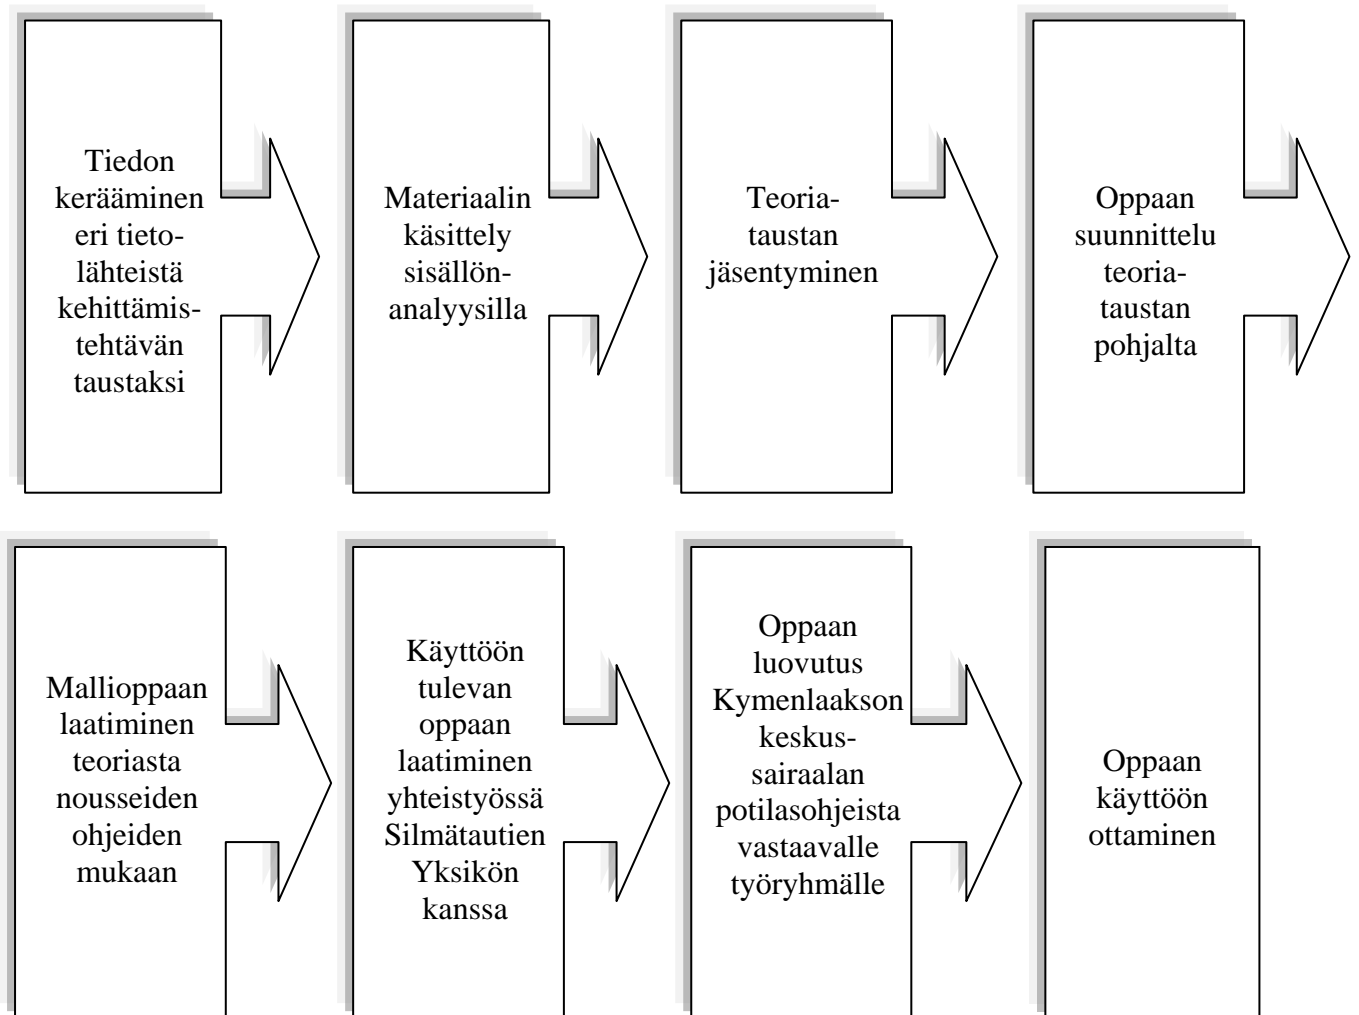 Tiedon
kerääminen
eri tieto-
lähteistä
kehittämis-
tehtävän
taustaksi
Materiaalin
käsittely
sisällön-
analyysilla
Teoria-
taustan
jäsentyminen
Oppaan
suunnittelu
teoria-
taustan
pohjalta
Mallioppaan
laatiminen
teoriasta
nousseiden
ohjeiden
mukaan
Käyttöön
tulevan
oppaan
laatiminen
yhteistyössä
Silmätautien
Yksikön
kanssa
Oppaan
luovutus
Kymenlaakson
keskus-
sairaalan
potilasohjeista
vastaavalle
työryhmälle
Oppaan
käyttöön
ottaminen